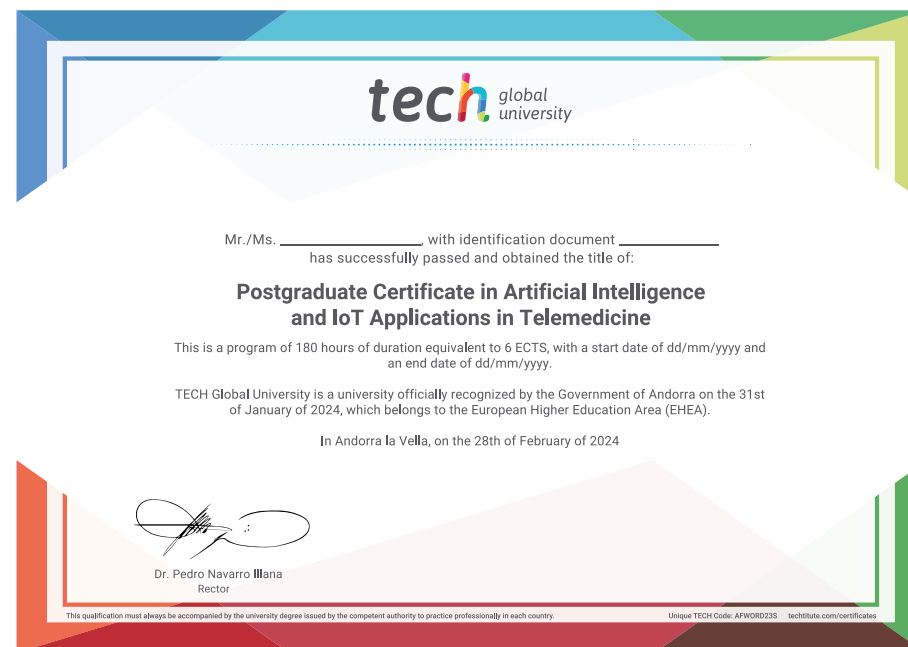 tech global university
Mr./Ms. ____________________, with identification document ______________
has successfully passed and obtained the title of:
Postgraduate Certificate in Artificial Intelligence
and IoT Applications in Telemedicine
This is a program of 180 hours of duration equivalent to 6 ECTS, with a start date of dd/mm/yyyy and
an end date of dd/mm/yyyy.
TECH Global University is a university officially recognized by the Government of Andorra on the 31st
of January of 2024, which belongs to the European Higher Education Area (EHEA).
In Andorra la Vella, on the 28th of February of 2024
Dr. Pedro Navarro Illana
Rector
This qualification must always be accompanied by the university degree issued by the competent authority to practice professionally in each country.
Unique TECH Code: AFWORD23S techtitute.com/certificates